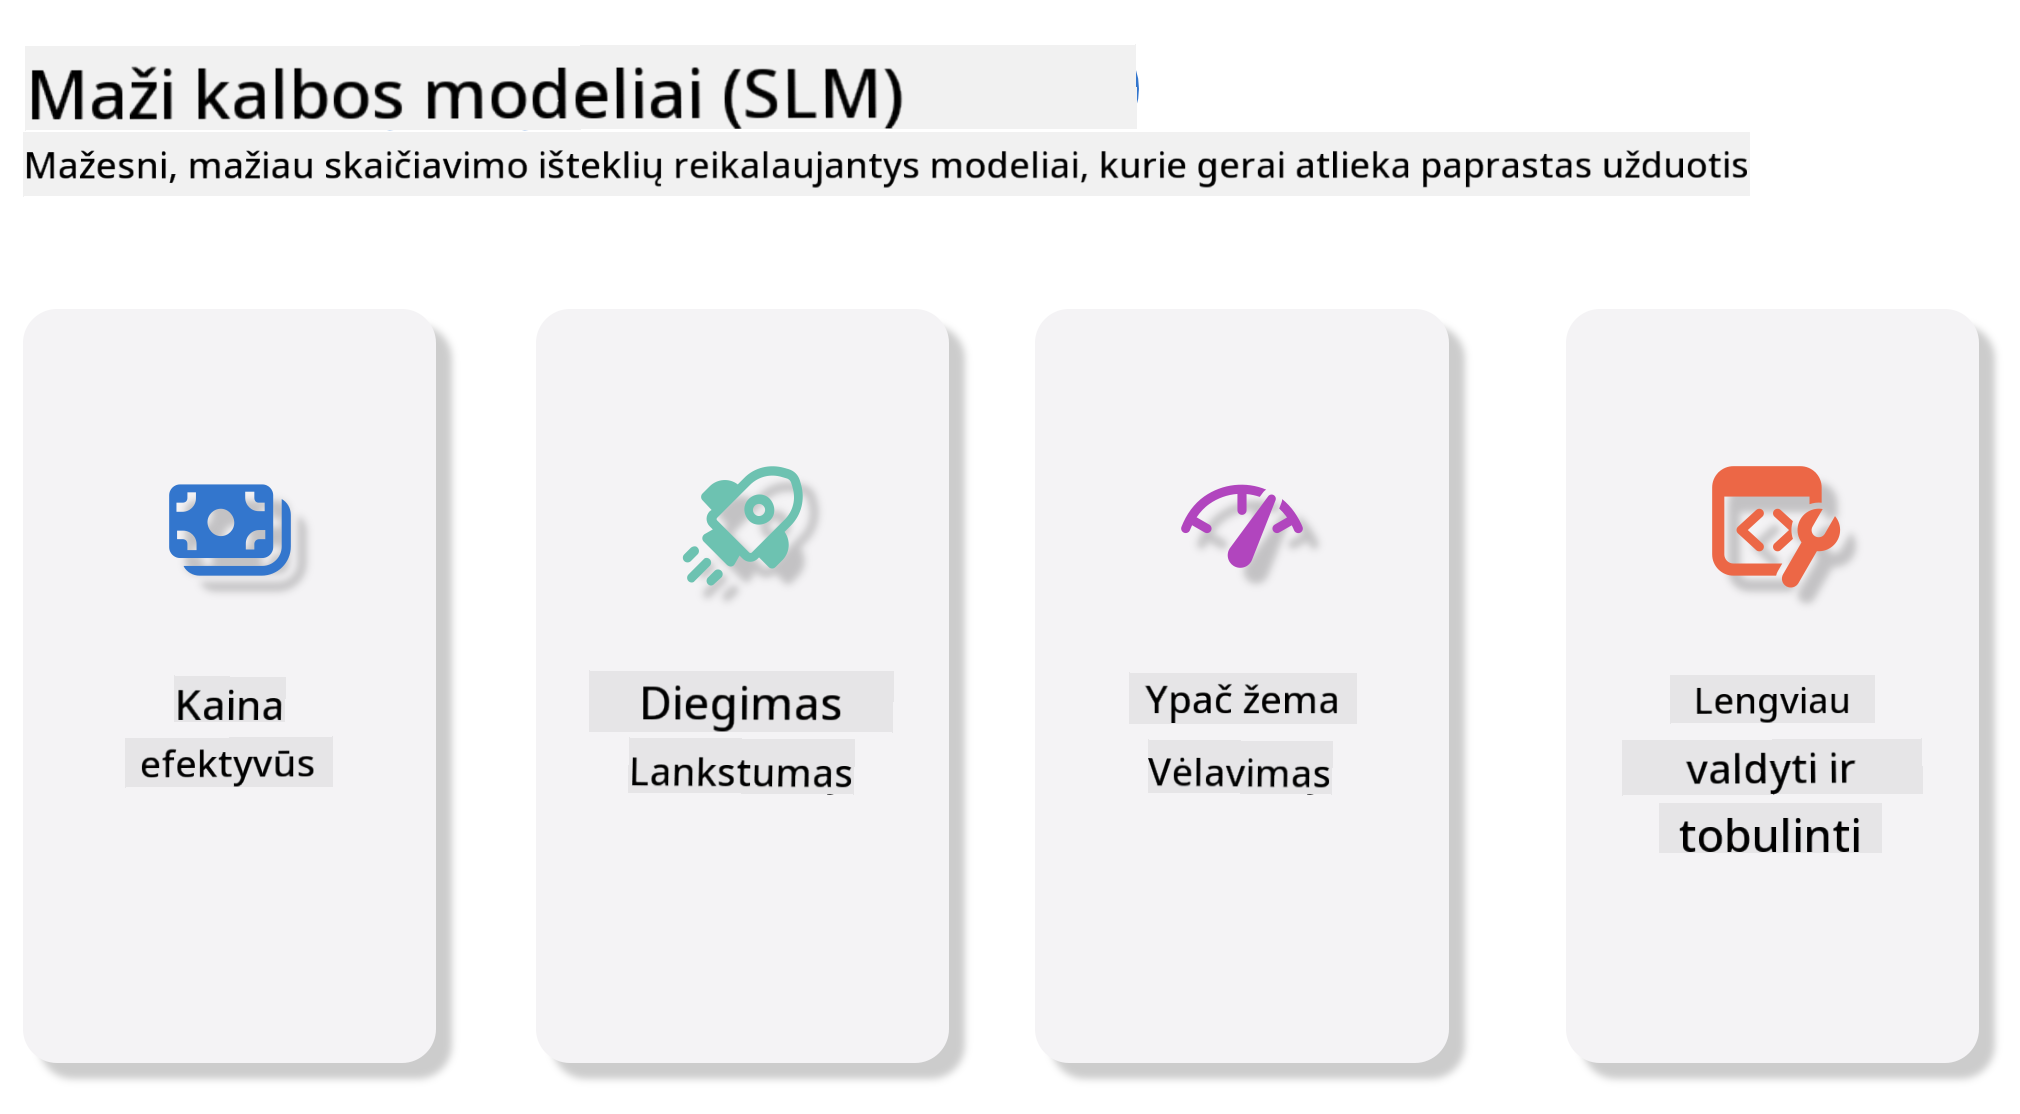 Maži kalbos modeliai (SLM)
Mažesni, mažiau skaičiavimo išteklių reikalaujantys modeliai, kurie gerai atlieka paprastas užduotis
Kaina
efektyvūs
Diegimas
Lankstumas
Ypač žema
Vėlavimas
Lengviau
valdyti ir
tobulinti